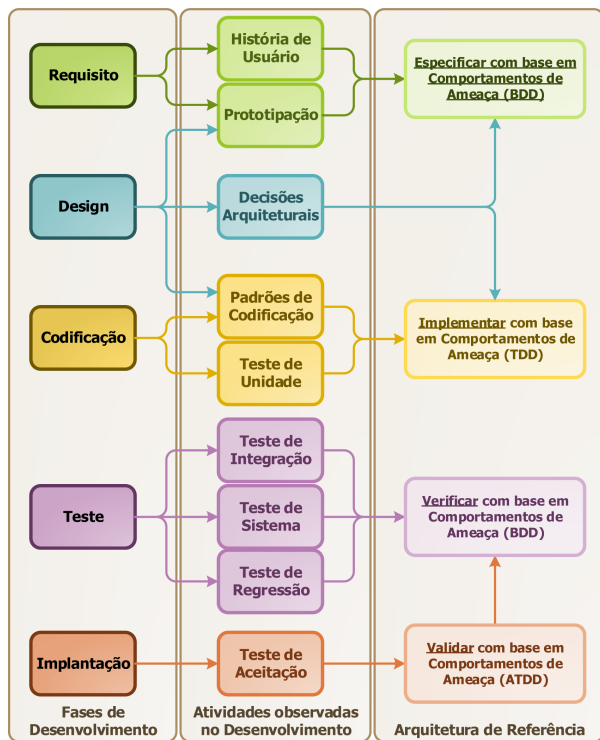 Requisito
História de
Usuário
Prototipação
Especificar com base em
Comportamentos de
Ameaça (BDD)
Design
Decisões
Arquiteturais
Codificação
Padrões de
Codificação
Teste de
Unidade
Implementar com base
em Comportamentos de
Ameaça (TDD)
Teste
Teste de
Integração
Teste de
Sistema
Teste de
Regressão
Verificar com base em
Comportamentos de
Ameaça (BDD)
Implantação
Teste de
Aceitação
Validar com base em
Comportamentos de
Ameaça (ATDD)
Fases de
Desenvolvimento
Atividades observadas
no Desenvolvimento
Arquitetura de Referência